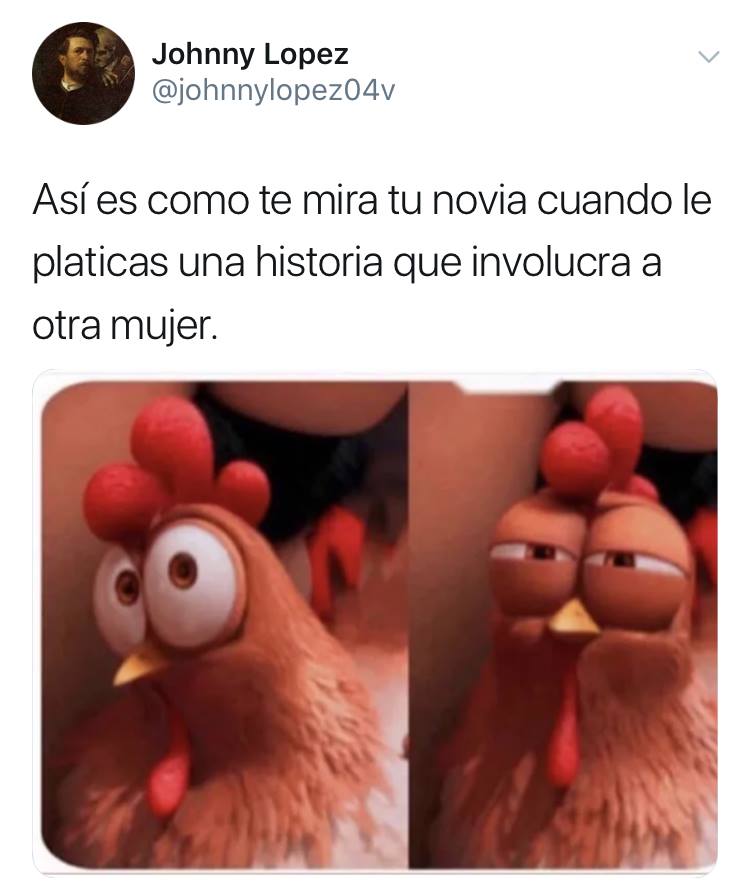 Johnny Lopez
@johnnylopez04v
Así es como te mira tu novia cuando le
platicas una historia que involucra a
otra mujer.